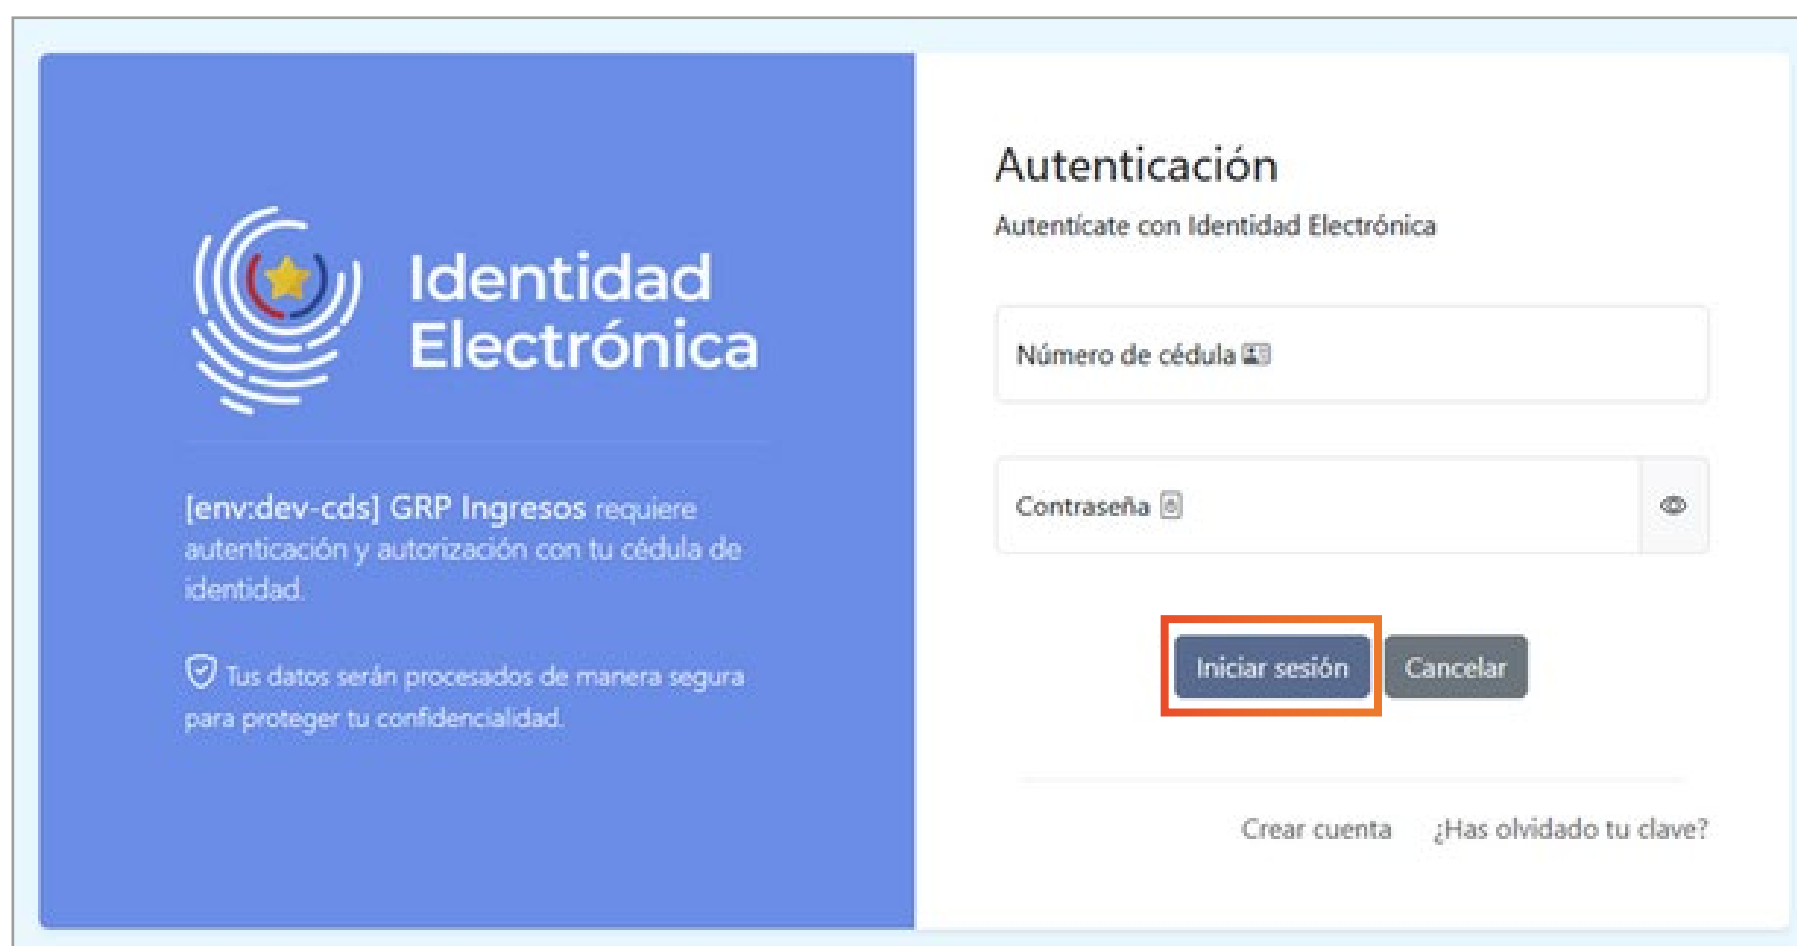 Identidad
Electrónica
[env:dev-cds] GRP Ingresos requiere
autenticación y autorización con tu cédula de
identidad.
Tus datos serán procesados de manera segura
para proteger tu confidencialidad.
Autenticación
Autentícate con Identidad Electrónica
Número de cédula
Contraseña
Iniciar sesión Cancelar
Crear cuenta ¿Has olvidado tu clave?